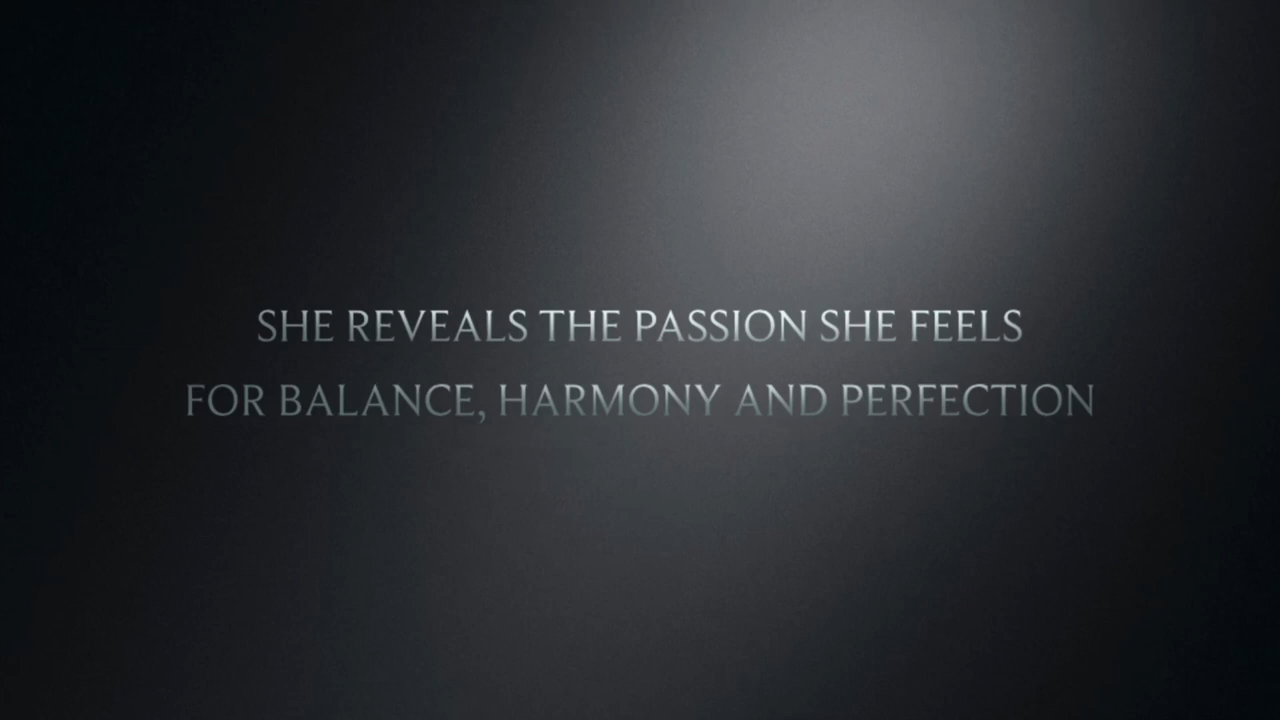 SHE REVEALS THE PASSION SHE FEELS
FOR BALANCE, HARMONY AND PERFECTION